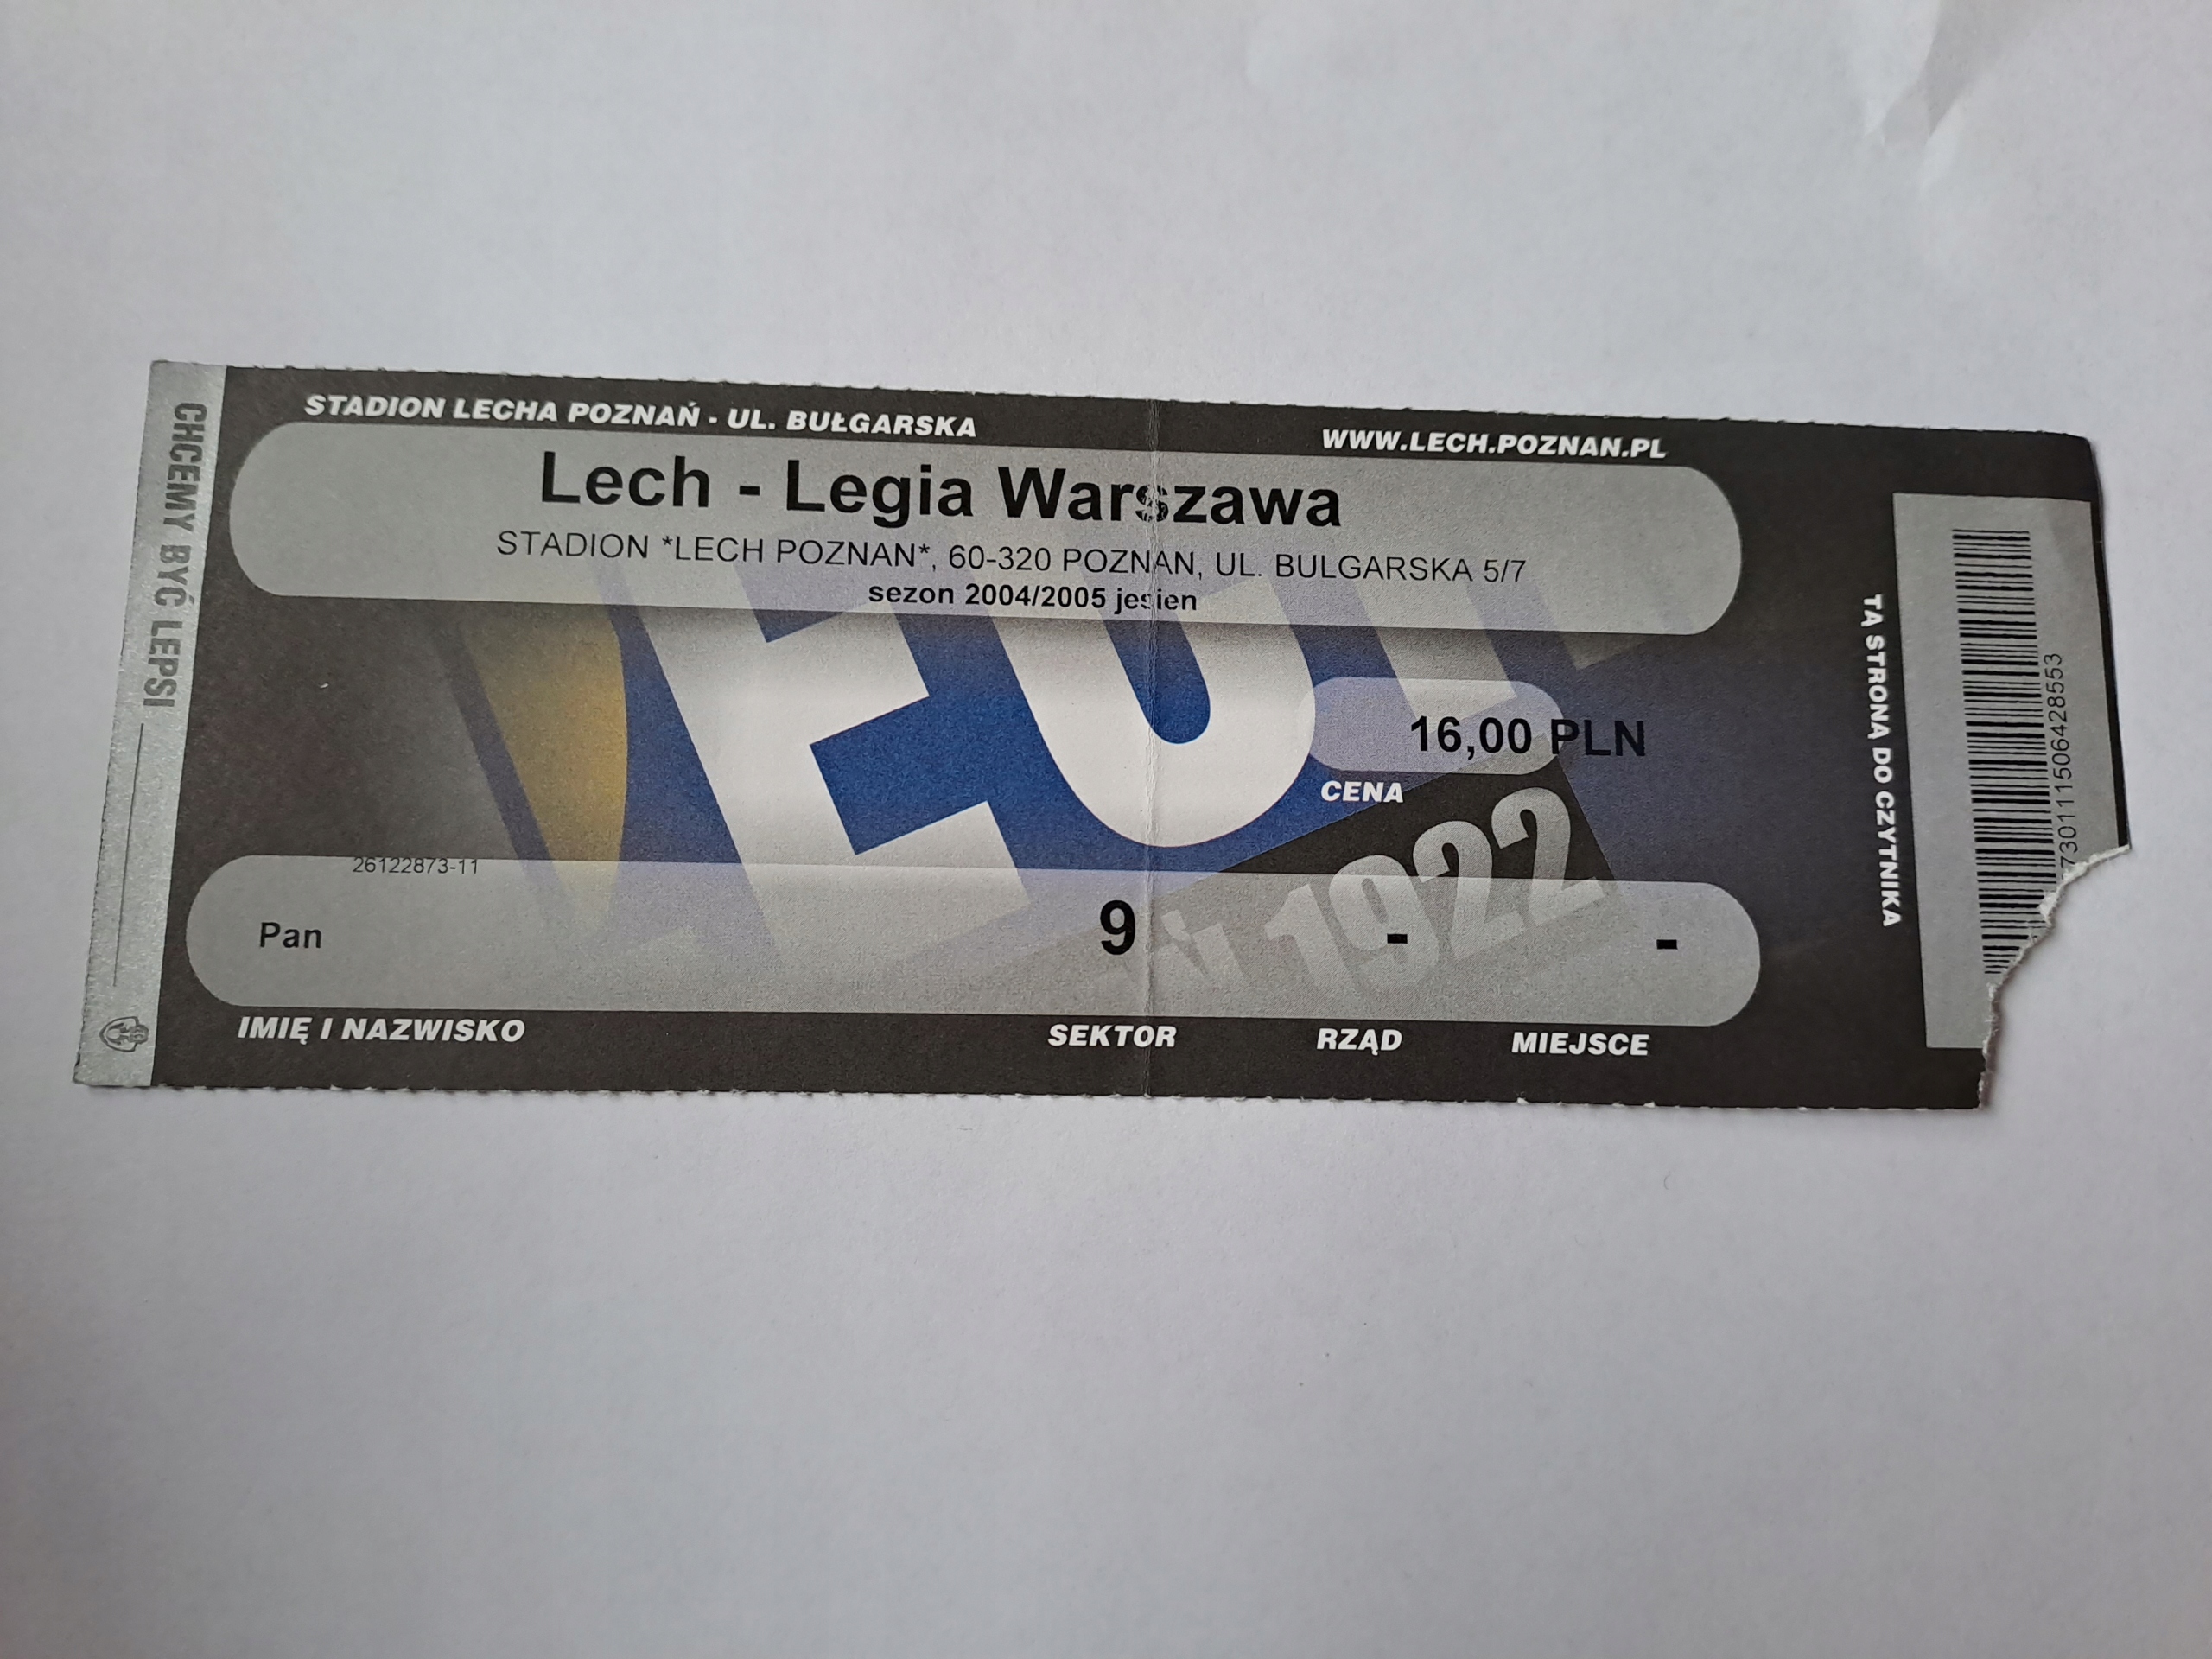 CHCEMY BYĆ LEPSI
STADION LECHA POZNAŃ - UL. BUŁGARSKA
WWW.LECH.POZNAN.PL
Lech - Legia Warszawa
STADION *LECH POZNAN*, 60-320 POZNAN, UL. BULGARSKA 5/7
sezon 2004/2005 jesien
16,00 PLN
CENA
1922
26122873-11
Pan
9 - -
IMIĘ I NAZWISKO
SEKTOR RZĄD MIEJSCE
TA STRONA DO CZYTNIKA
730111506428553